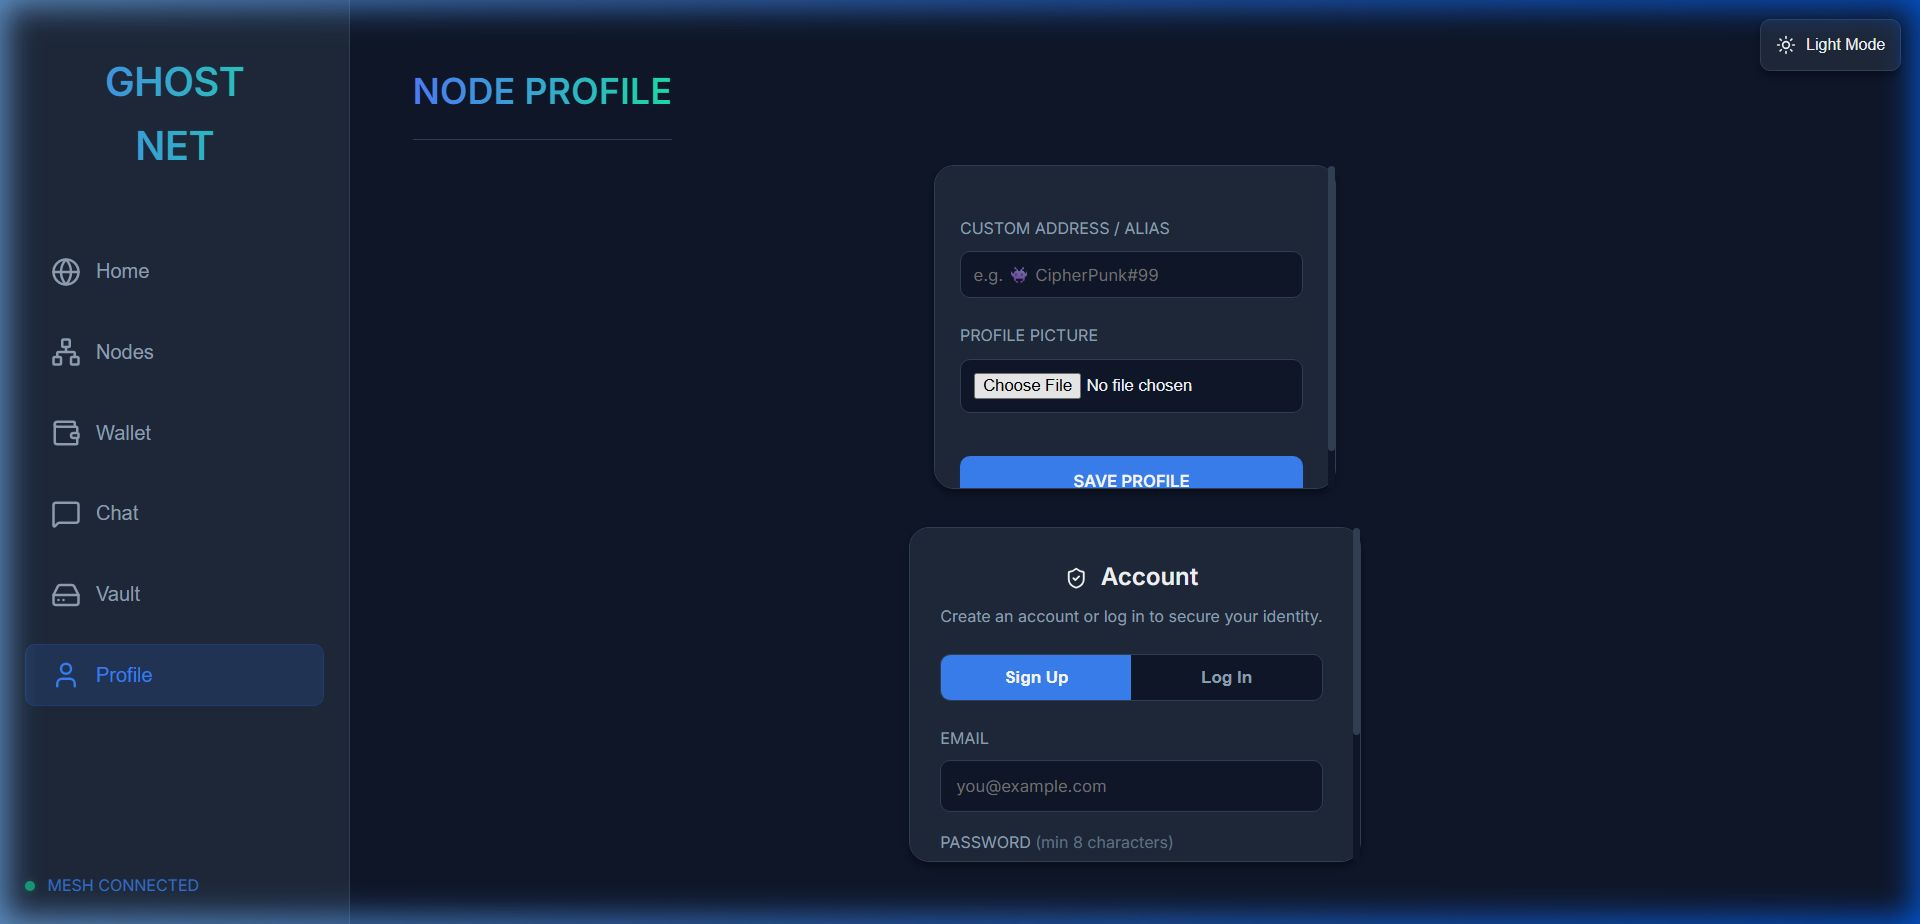 GHOST
NET
Home
Nodes
Wallet
Chat
Vault
Profile
MESH CONNECTED
Light Mode
NODE PROFILE
CUSTOM ADDRESS / ALIAS
e.g. 👾 CipherPunk#99
PROFILE PICTURE
Choose File No file chosen
SAVE PROFILE
Account
Create an account or log in to secure your identity.
Sign Up
Log In
EMAIL
you@example.com
PASSWORD (min 8 characters)